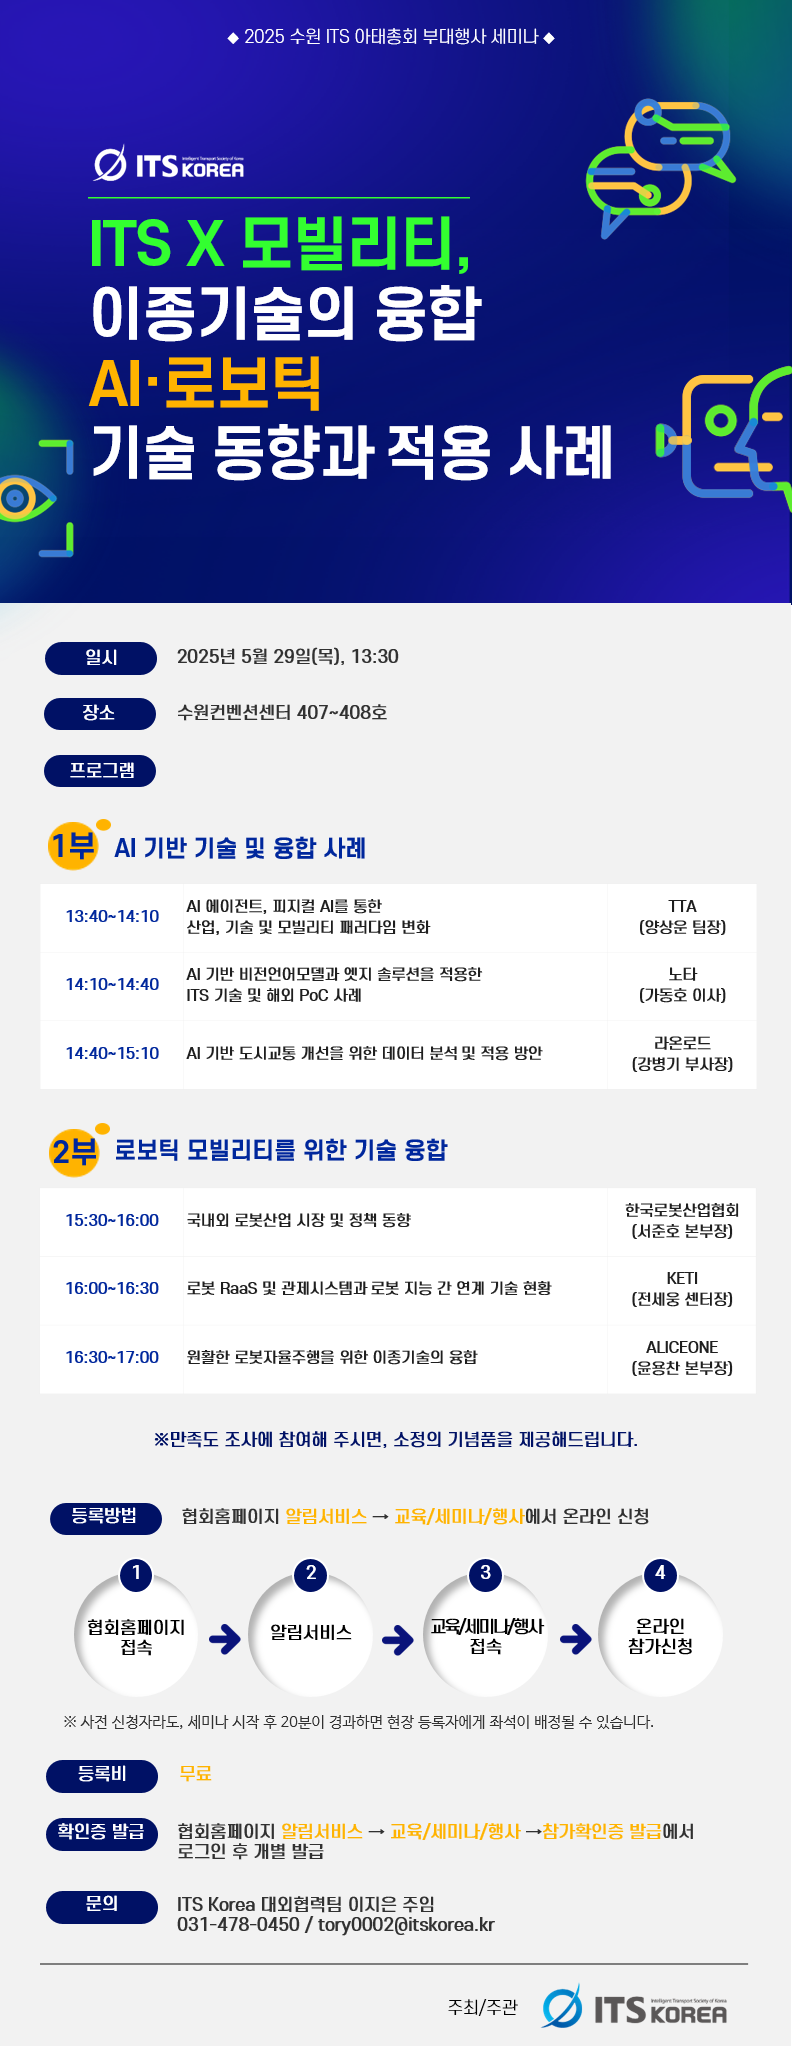 ◆ 2025 수원 ITS 아태총회 부대행사 세미나 ◆
Intelligent Transport Society of Korea
ITS KOREA
ITS X 모빌리티,
이종기술의 융합
AI·로보틱
기술 동향과 적용 사례
일시
2025년 5월 29일(목), 13:30
장소
수원컨벤션센터 407~408호
프로그램
1부 AI 기반 기술 및 융합 사례
13:40~14:10
AI 에이전트, 피지컬 AI를 통한
산업, 기술 및 모빌리티 패러다임 변화
TTA
(양상운 팀장)
14:10~14:40
AI 기반 비전언어모델과 엣지 솔루션을 적용한
ITS 기술 및 해외 PoC 사례
노타
(가동호 이사)
14:40~15:10
AI 기반 도시교통 개선을 위한 데이터 분석 및 적용 방안
라온로드
(강병기 부사장)
2부 로보틱 모빌리티를 위한 기술 융합
15:30~16:00
국내외 로봇산업 시장 및 정책 동향
한국로봇산업협회
(서준호 본부장)
16:00~16:30
로봇 RaaS 및 관제시스템과 로봇 지능 간 연계 기술 현황
KETI
(전세웅 센터장)
16:30~17:00
원활한 로봇자율주행을 위한 이종기술의 융합
ALICEONE
(윤용찬 본부장)
※만족도 조사에 참여해 주시면, 소정의 기념품을 제공해드립니다.
등록방법
협회홈페이지 알림서비스 → 교육/세미나/행사에서 온라인 신청
1
협회홈페이지
접속
2
알림서비스
3
교육/세미나/행사
접속
4
온라인
참가신청
※ 사전 신청자라도, 세미나 시작 후 20분이 경과하면 현장 등록자에게 좌석이 배정될 수 있습니다.
등록비
무료
확인증 발급
협회홈페이지 알림서비스 → 교육/세미나/행사 →참가확인증 발급에서
로그인 후 개별 발급
문의
ITS Korea 대외협력팀 이지은 주임
031-478-0450 / tory0002@itskorea.kr
주최/주관
Intelligent Transport Society of Korea
ITS KOREA